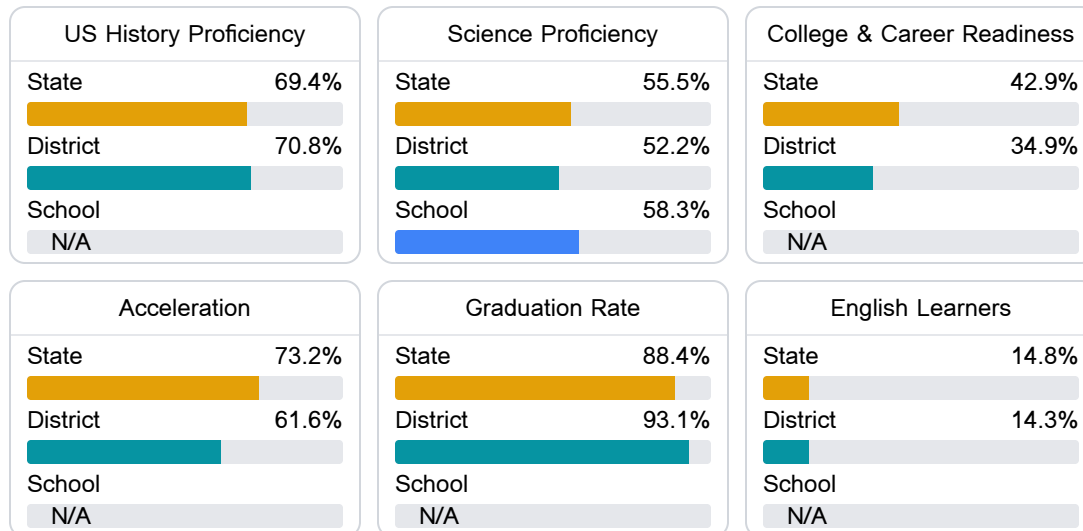 US History Proficiency
State 69.4%
District 70.8%
School
N/A
Science Proficiency
State 55.5%
District 52.2%
School 58.3%
College & Career Readiness
State 42.9%
District 34.9%
School
N/A
Acceleration
State 73.2%
District 61.6%
School
N/A
Graduation Rate
State 88.4%
District 93.1%
School
N/A
English Learners
State 14.8%
District 14.3%
School
N/A